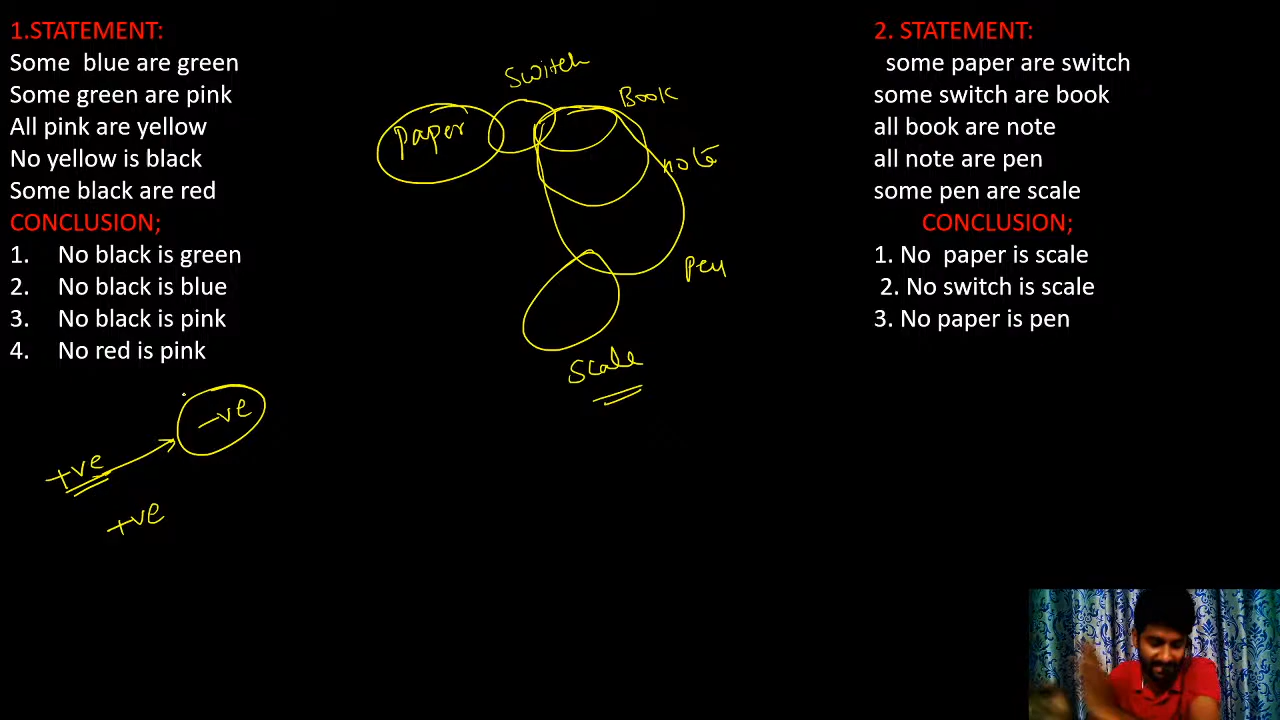 1.STATEMENT:
Some blue are green
Some green are pink
All pink are yellow
No yellow is black
Some black are red
CONCLUSION;
1. No black is green
2. No black is blue
3. No black is pink
4. No red is pink
+ve
-ve
+ve
Switch
Book
paper
note
pen
scale
2. STATEMENT:
some paper are switch
some switch are book
all book are note
all note are pen
some pen are scale
CONCLUSION;
1. No paper is scale
2. No switch is scale
3. No paper is pen